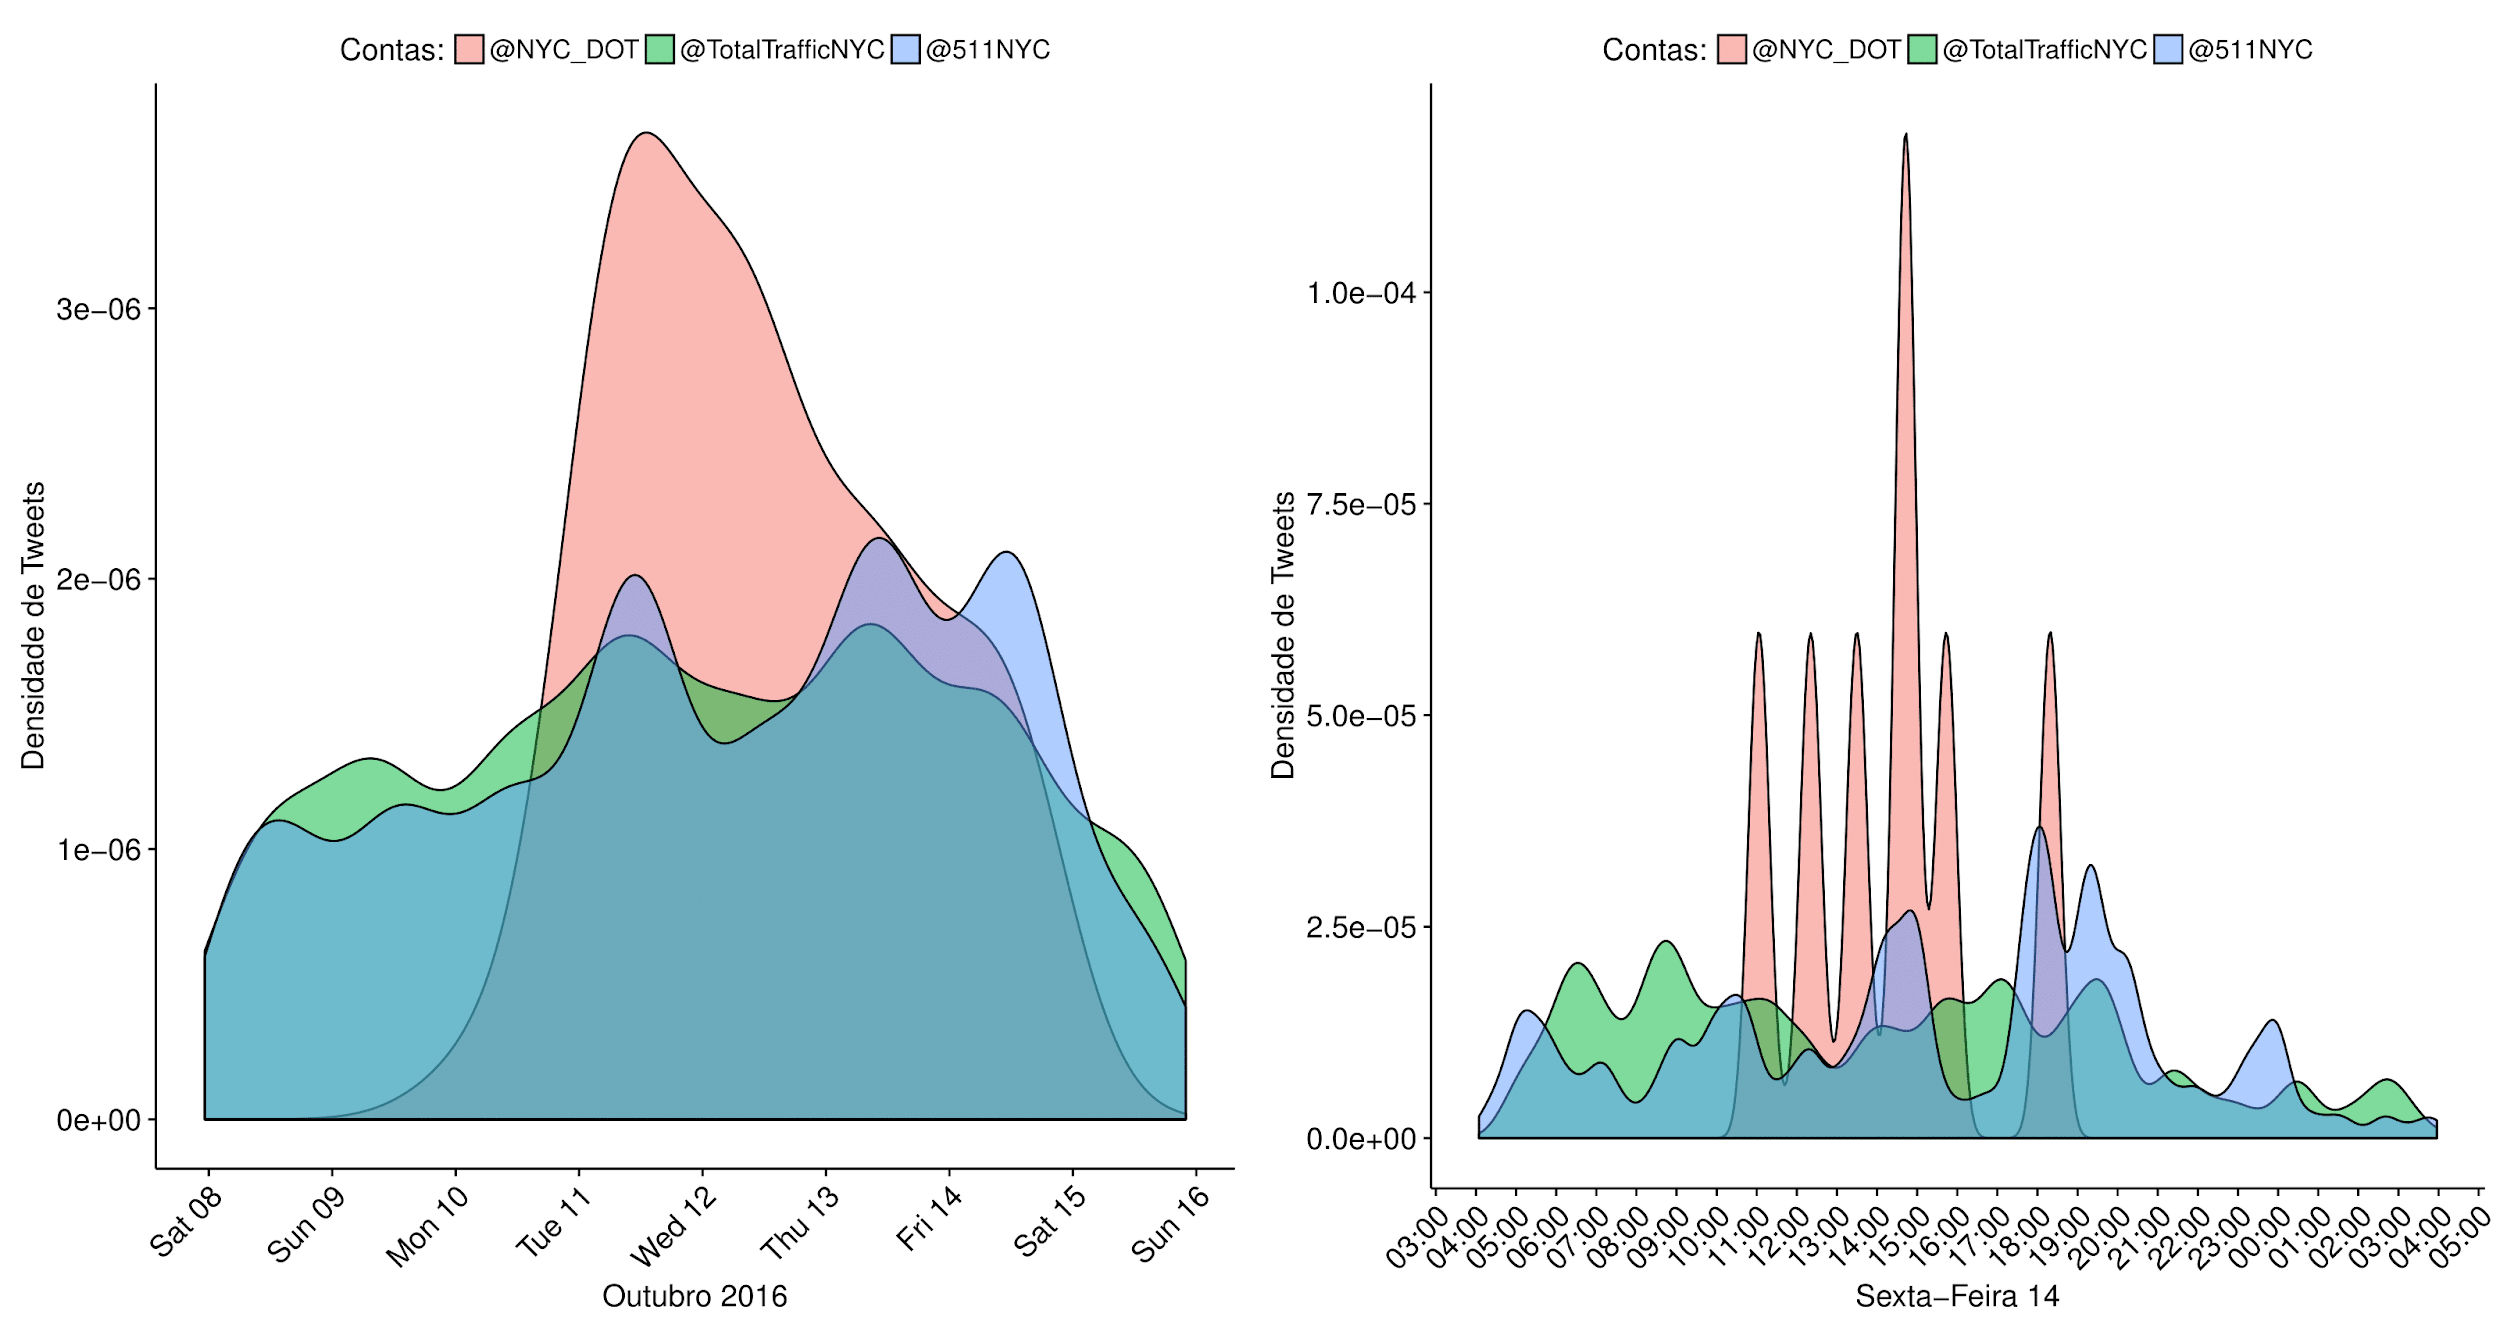 Contas: @NYC_DOT @TotalTrafficNYC @511NYC
Densidade de Tweets
3e−06
2e−06
1e−06
0e+00
Sat 08
Sun 09
Mon 10
Tue 11
Wed 12
Thu 13
Fri 14
Sat 15
Sun 16
Outubro 2016
Contas: @NYC_DOT @TotalTrafficNYC @511NYC
Densidade de Tweets
1.0e−04
7.5e−05
5.0e−05
2.5e−05
0.0e+00
03:00
04:00
05:00
06:00
07:00
08:00
09:00
10:00
11:00
12:00
13:00
14:00
15:00
16:00
17:00
18:00
19:00
20:00
21:00
22:00
23:00
00:00
01:00
02:00
03:00
04:00
05:00
Sexta−Feira 14